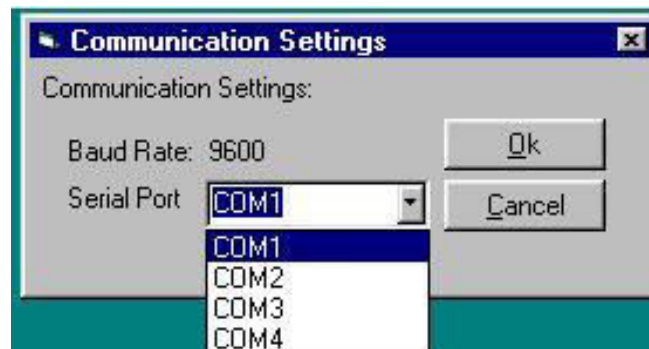 Communication Settings
Communication Settings:
Baud Rate: 9600
Ok
Serial Port COM1
Cancel
COM1
COM2
COM3
COM4